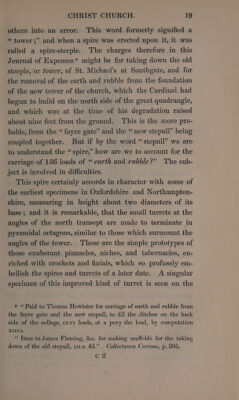 CHRIST CHURCH. 19
others into an error. This word formerly signified a
“ tower;” and when a spire was erected upon it, it was
called a spire-steeple. The charges therefore in this
Journal of Expenses* might be for taking down the old
steeple, or tower, of St. Michael's at Southgate, and for
the removal of the earth and rubble from the foundation
of the new tower of the church, which the Cardinal had
begun to build on the north side of the great quadrangle,
and which was at the time of his degradation raised
about nine feet from the ground. This is the more pro-
bable, from the “ fayre gate” and the “ new stepull” being
coupled together. But if by the word “ stepull” we are
to understand the “ spire,” how are we to account for the
carriage of 156 loads of “ earth and rubble?” The sub-
ject is involved in difficulties.
This spire certainly accords in character with some of
the earliest specimens in Oxfordshire and Northampton-
shire, measuring in height about two diameters of its
base; and it is remarkable, that the small turrets at the
angles of the north transept are made to terminate in
pyramidal octagons, similar to those which surmount the
angles of the tower. These are the simple prototypes of
those exuberant pinnacles, niches, and tabernacles, en-
riched with crockets and finials, which so profusely em-
bellish the spires and turrets of a later date. A singular
specimen of this improved kind of turret is seen on the
* “ Paid to Thomas Hewister for carriage of earth and rubble from
the fayre gate and the new stepull, to fill the ditches on the back
side of the college, CLVI loads, at a peny the load, by computation
XIIIs.
“ Item to James Fleming, &c. for making scaffolds for the taking
down of the old stepull, IIIs. 4d.” Collectanea Curiosa, p. 205.
C 2